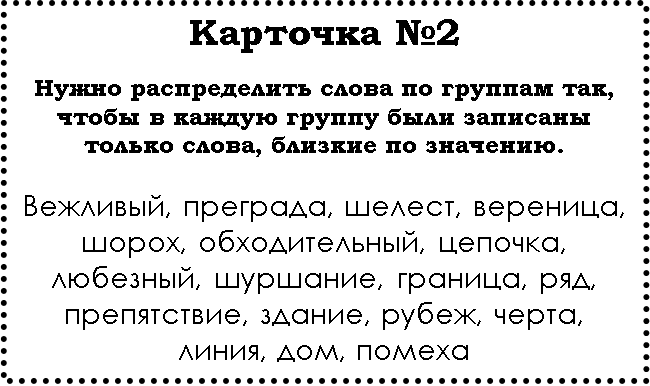 Карточка №2
Нужно распределить слова по группам так,
чтобы в каждую группу были записаны
только слова, близкие по значению.
Вежливый, преграда, шелест, вереница,
шорох, обходительный, цепочка,
любезный, шуршание, граница, ряд,
препятствие, здание, рубеж, черта,
линия, дом, помеха